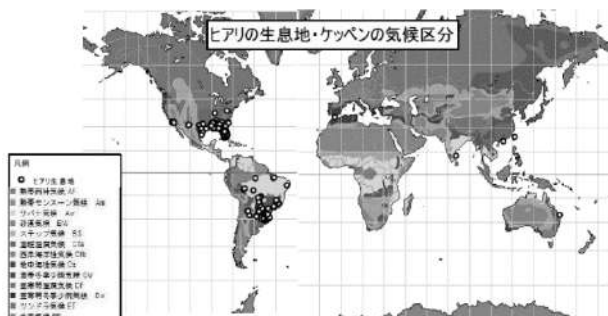 ヒアリの生息地・ケッペンの気候区分
凡例
ヒアリ生息地
熱帯雨林気候 Af
熱帯モンスーン気候 Am
サバナ気候 Aw
砂漠気候 BW
ステップ気候 BS
温暖湿潤気候 Cfa
西岸海洋性気候 Cfb
地中海性気候 Cs
温帯冬季少雨気候 Cw
亜寒帯湿潤気候 Df
亜寒帯冬季少雨気候 Dw
ツンドラ気候 ET